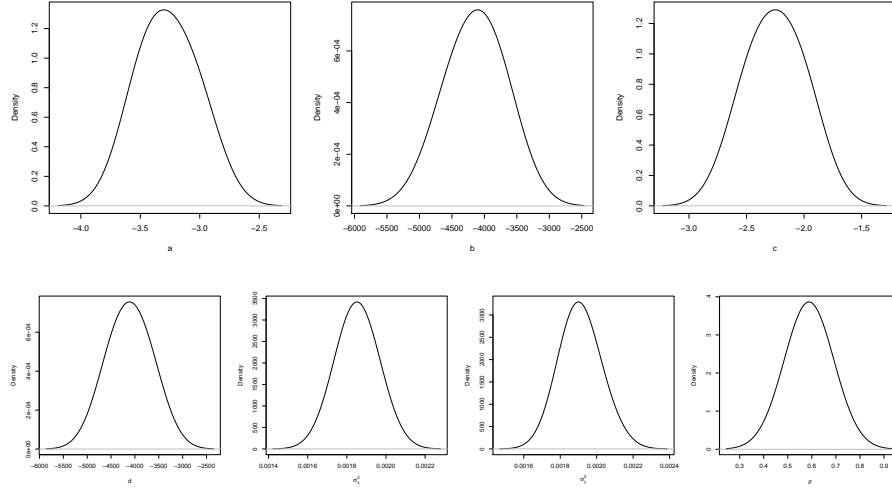 Density
0.0 0.2 0.4 0.6 0.8 1.0 1.2
−4.0 −3.5 −3.0 −2.5
a
Density
0e+00 2e−04 4e−04 6e−04
−6000 −5000 −4500 −4000 −3500 −3000 −2500
b
Density
0.0 0.2 0.4 0.6 0.8 1.0 1.2
−3.0 −2.5 −2.0 −1.5
c
Density
0e+00 2e−04 4e−04 6e−04
−6000 −5000 −4000 −3500 −3000 −2500
d
Density
0 500 1000 1500 2000 2500 3000 3500
0.0014 0.0016 0.0018 0.0020 0.0022
Density
0 500 1000 1500 2000 2500 3000
0.0016 0.0018 0.0020 0.0022 0.0024
Density
0 1 2 3 4
0.3 0.4 0.5 0.6 0.7 0.8 0.9
ρ